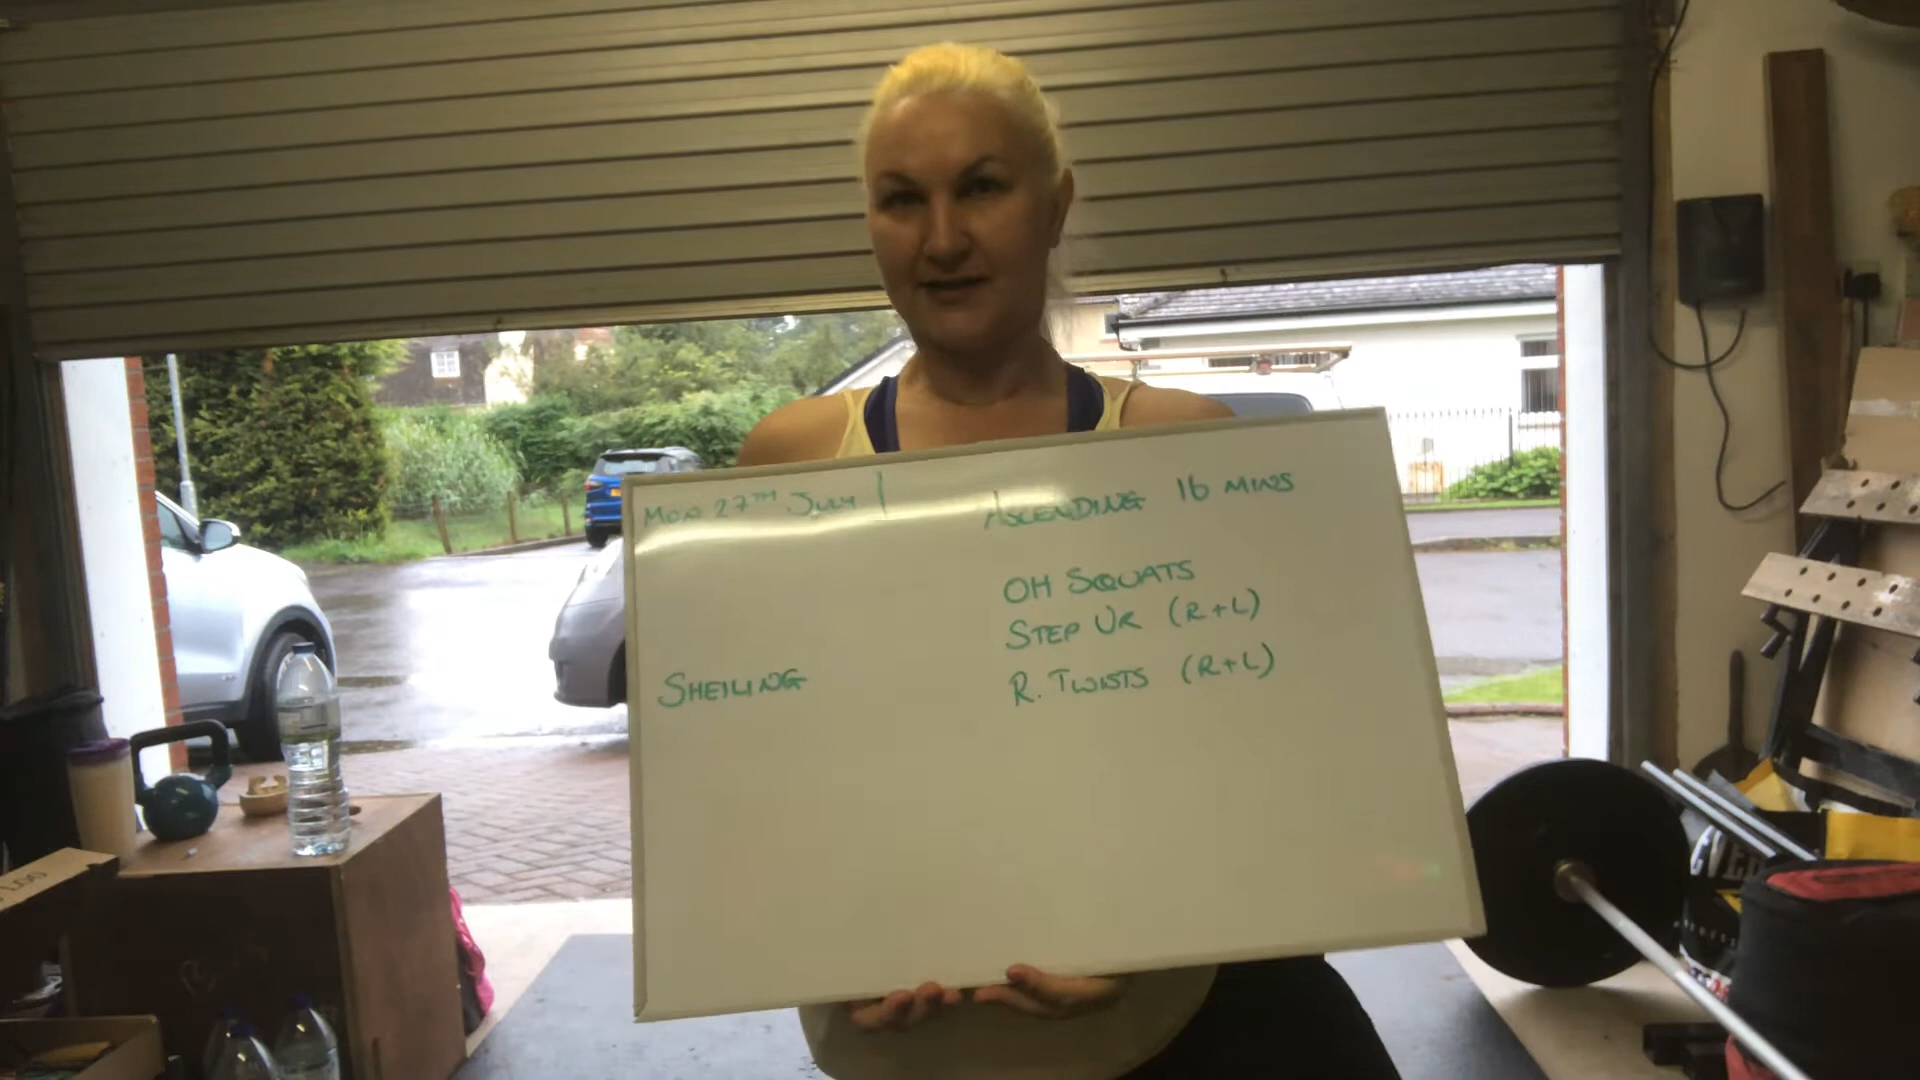 MON 27TH JULY
ASCENDING 16 MINS
OH SQUATS
STEP UP (R+L)
R. TWISTS (R+L)
SHEILING